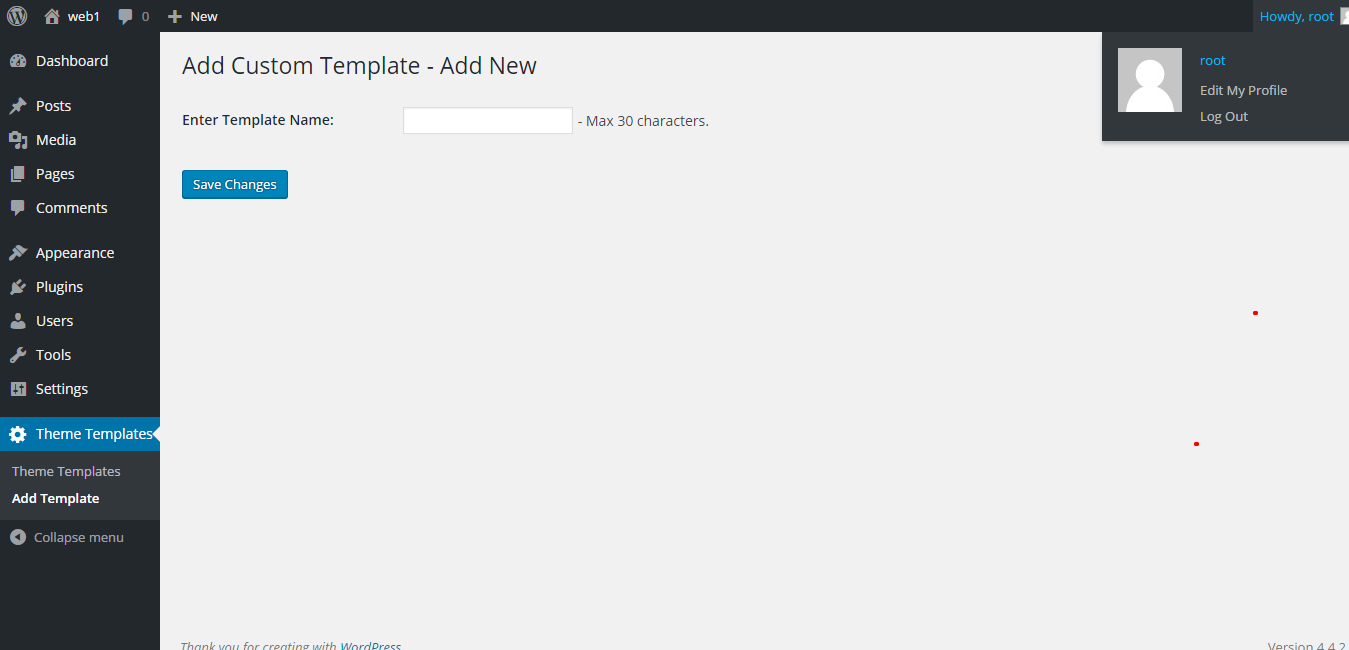 web1 0 New Howdy, root
root
Edit My Profile
Log Out
Dashboard
Posts
Media
Pages
Comments
Appearance
Plugins
Users
Tools
Settings
Theme Templates
Theme Templates
Add Template
Collapse menu
Add Custom Template - Add New
Enter Template Name: - Max 30 characters.
Save Changes
Thank you for creating with WordPress
Version 4.4.2